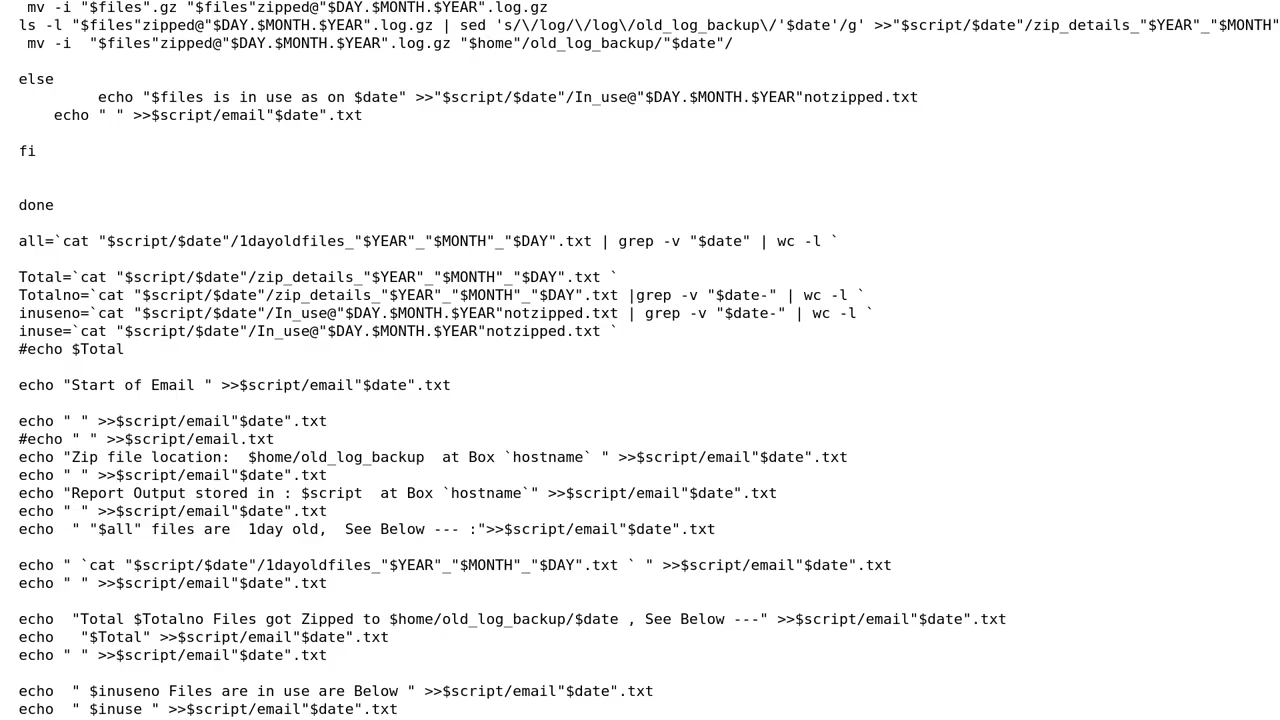 mv -i "$files".gz "$files"zipped@"$DAY.$MONTH.$YEAR".log.gz
ls -l "$files"zipped@"$DAY.$MONTH.$YEAR".log.gz | sed 's/\/log/\/log\/old_log_backup\/'$date'/g' >>"$script/$date"/zip_details_"$YEAR"_"$MONTH"
mv -i  "$files"zipped@"$DAY.$MONTH.$YEAR".log.gz "$home"/old_log_backup/"$date"/
else
echo "$files is in use as on $date" >>"$script/$date"/In_use@"$DAY.$MONTH.$YEAR"notzipped.txt
echo " " >>$script/email"$date".txt
fi
done
all=`cat "$script/$date"/1dayoldfiles_"$YEAR"_"$MONTH"_"$DAY".txt | grep -v "$date" | wc -l `
Total=`cat "$script/$date"/zip_details_"$YEAR"_"$MONTH"_"$DAY".txt `
Totalno=`cat "$script/$date"/zip_details_"$YEAR"_"$MONTH"_"$DAY".txt |grep -v "$date-" | wc -l `
inuseno=`cat "$script/$date"/In_use@"$DAY.$MONTH.$YEAR"notzipped.txt | grep -v "$date-" | wc -l `
inuse=`cat "$script/$date"/In_use@"$DAY.$MONTH.$YEAR"notzipped.txt `
#echo $Total
echo "Start of Email " >>$script/email"$date".txt
echo " " >>$script/email"$date".txt
#echo " " >>$script/email.txt
echo "Zip file location:  $home/old_log_backup  at Box `hostname` " >>$script/email"$date".txt
echo " " >>$script/email"$date".txt
echo "Report Output stored in : $script  at Box `hostname`" >>$script/email"$date".txt
echo " " >>$script/email"$date".txt
echo  " "$all" files are  1day old,  See Below --- :">>$script/email"$date".txt
echo " `cat "$script/$date"/1dayoldfiles_"$YEAR"_"$MONTH"_"$DAY".txt ` " >>$script/email"$date".txt
echo " " >>$script/email"$date".txt
echo  "Total $Totalno Files got Zipped to $home/old_log_backup/$date , See Below ---" >>$script/email"$date".txt
echo   "$Total" >>$script/email"$date".txt
echo " " >>$script/email"$date".txt
echo  " $inuseno Files are in use are Below " >>$script/email"$date".txt
echo  " $inuse " >>$script/email"$date".txt